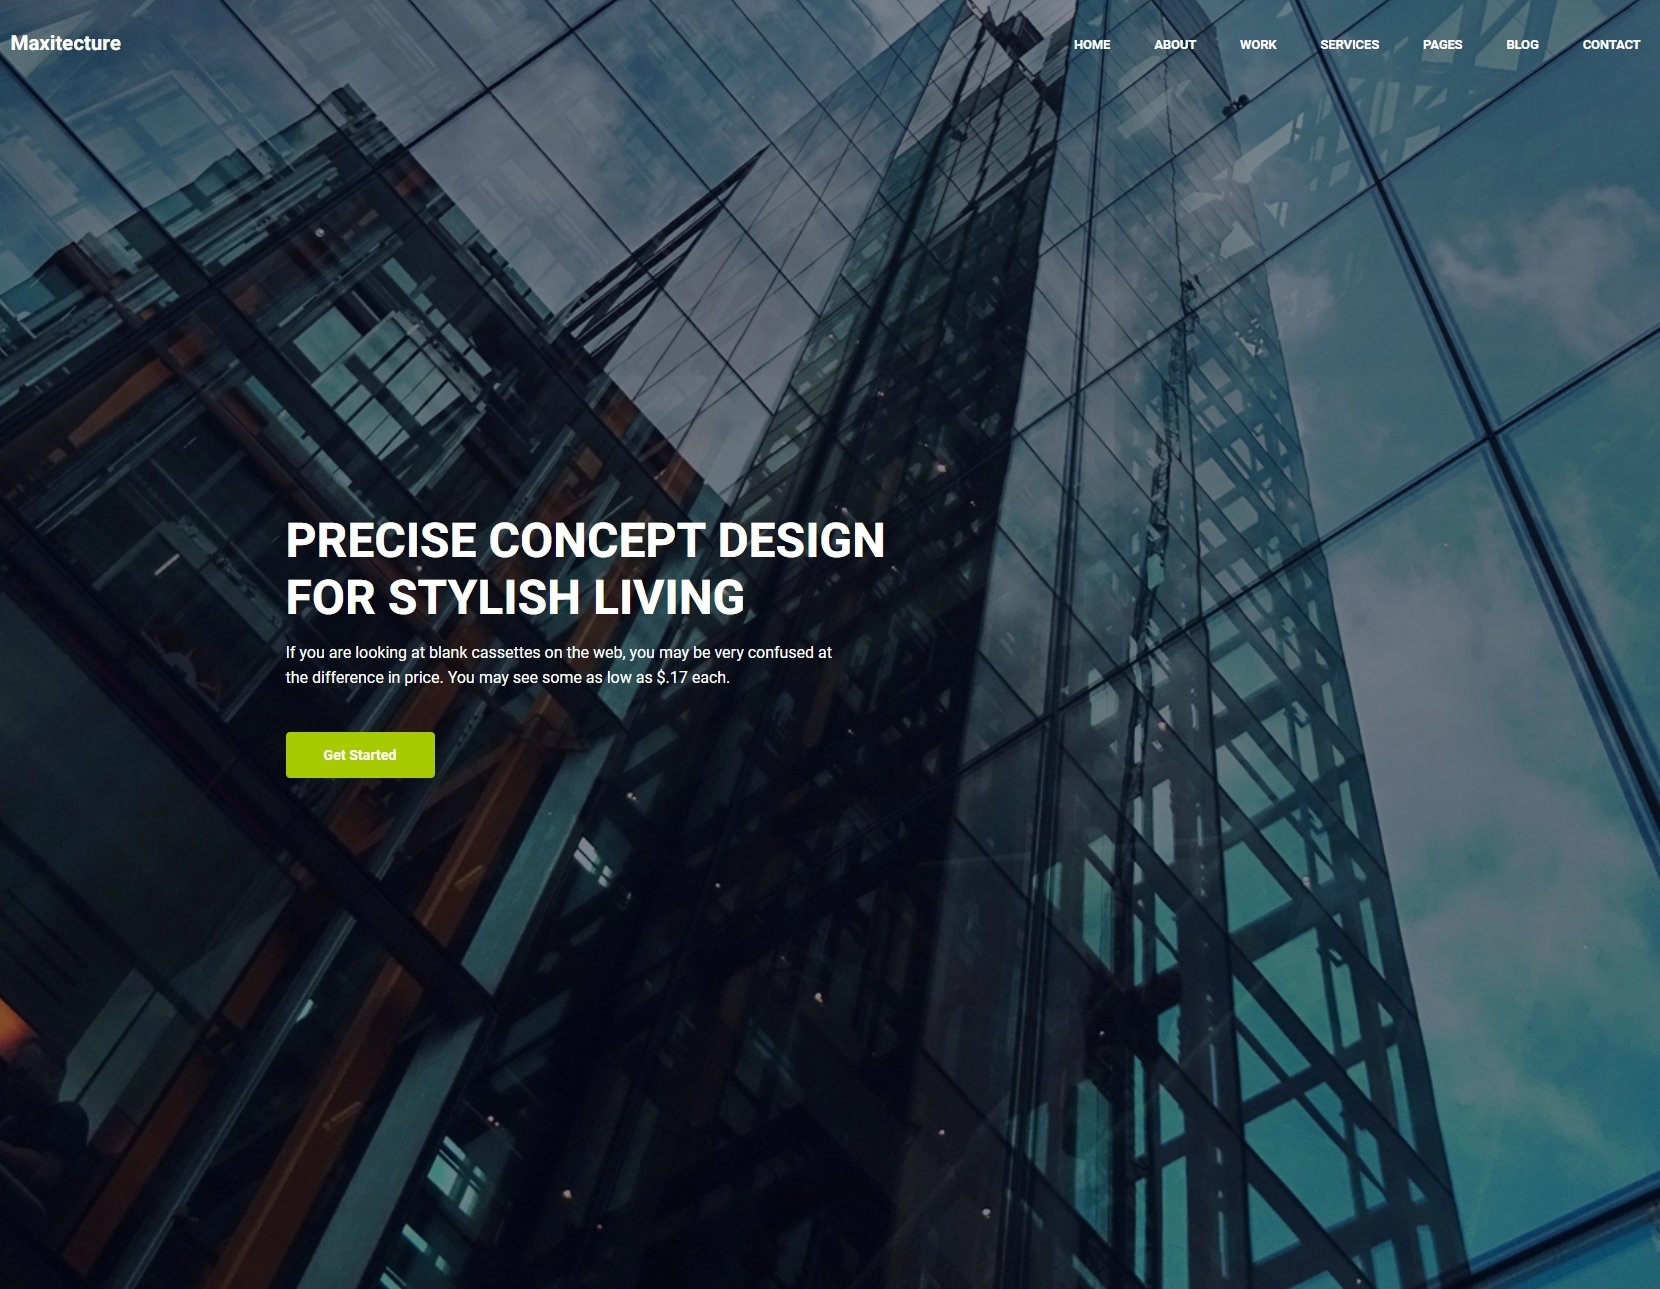 Maxitecture
HOME ABOUT WORK SERVICES PAGES BLOG CONTACT
PRECISE CONCEPT DESIGN
FOR STYLISH LIVING
If you are looking at blank cassettes on the web, you may be very confused at
the difference in price. You may see some as low as $.17 each.
Get Started